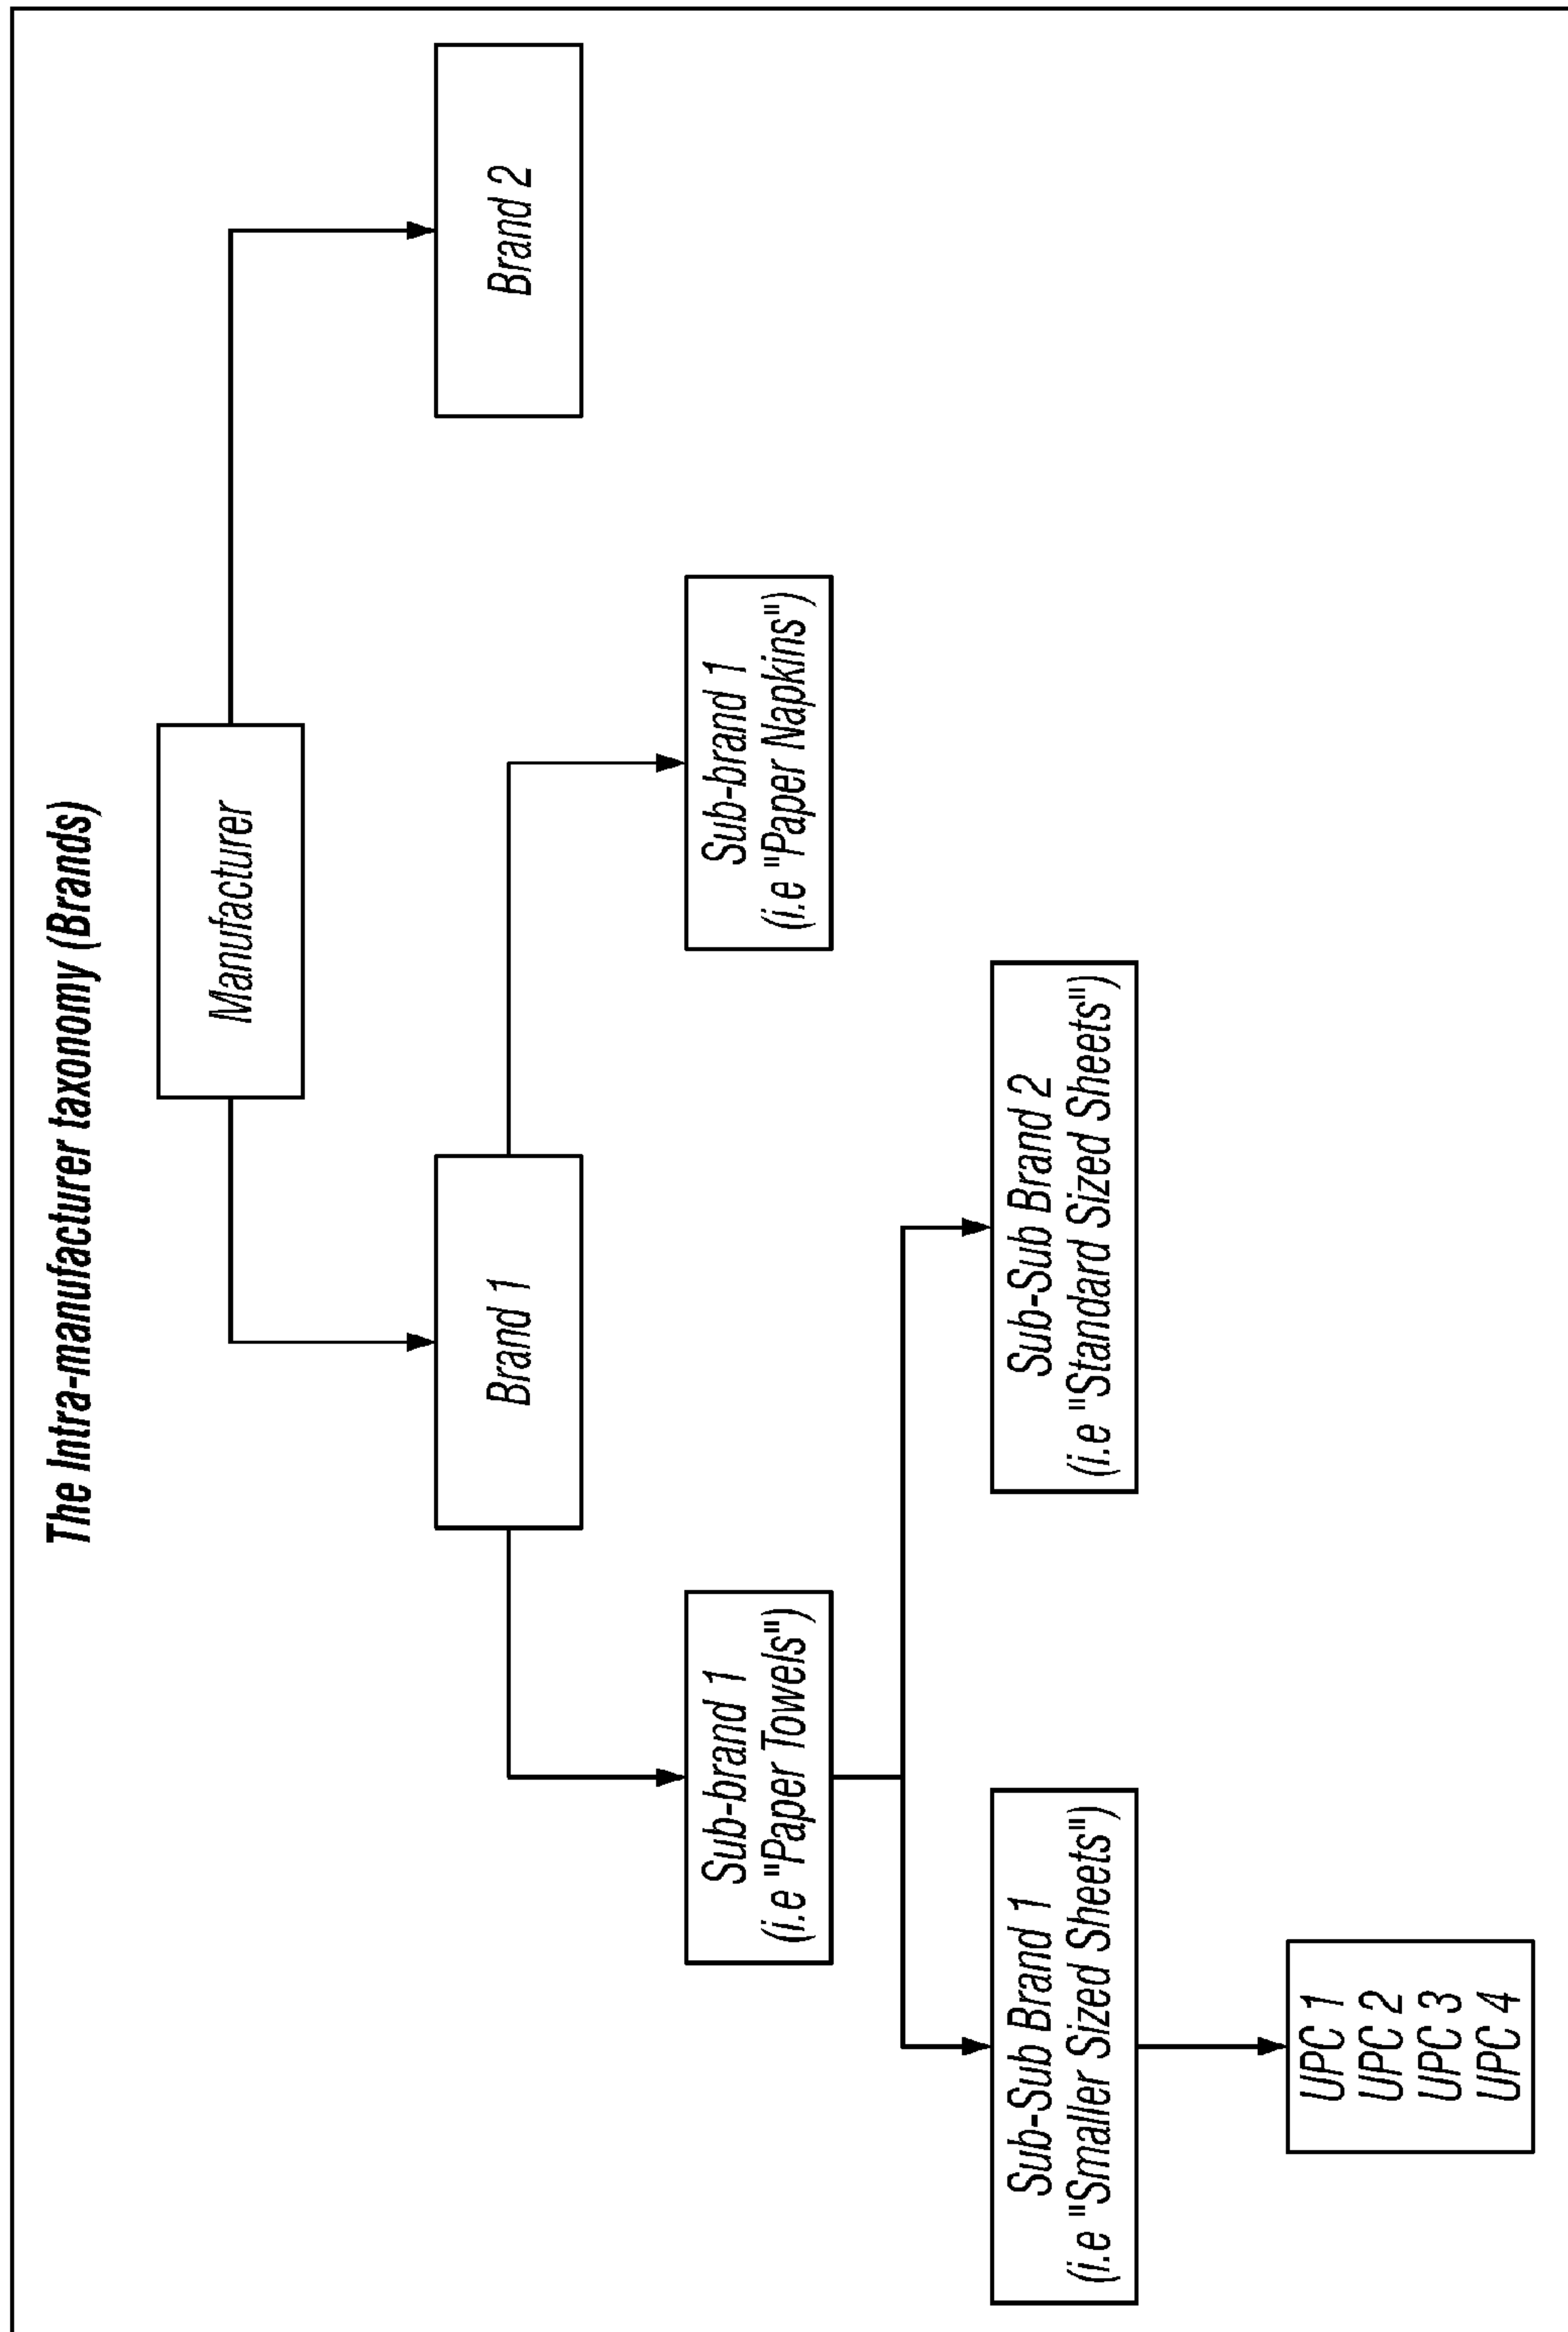 The Intra-manufacturer taxonomy (Brands)
Manufacturer
Brand 1
Brand 2
Sub-brand 1
(i.e "Paper Towels")
Sub-brand 1
(i.e "Paper Napkins")
Sub-Sub Brand 1
(i.e "Smaller Sized Sheets")
Sub-Sub Brand 2
(i.e "Standard Sized Sheets")
UPC 1
UPC 2
UPC 3
UPC 4